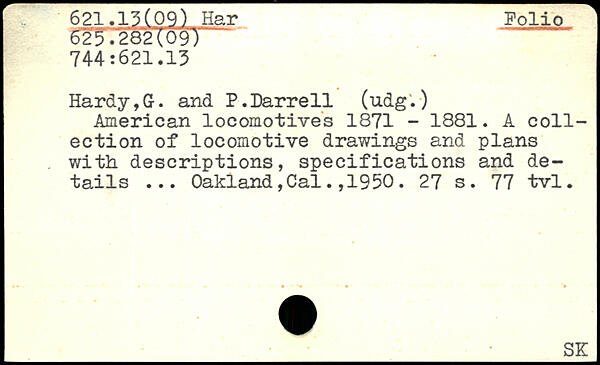 621.13(09) Har Folio
625.282(09)
744:621.13
Hardy,G. and P.Darrell (udg.)
American locomotives 1871 - 1881. A coll-
ection of locomotive drawings and plans
with descriptions, specifications and de-
tails ... Oakland,Cal.,1950. 27 s. 77 tvl.
SK